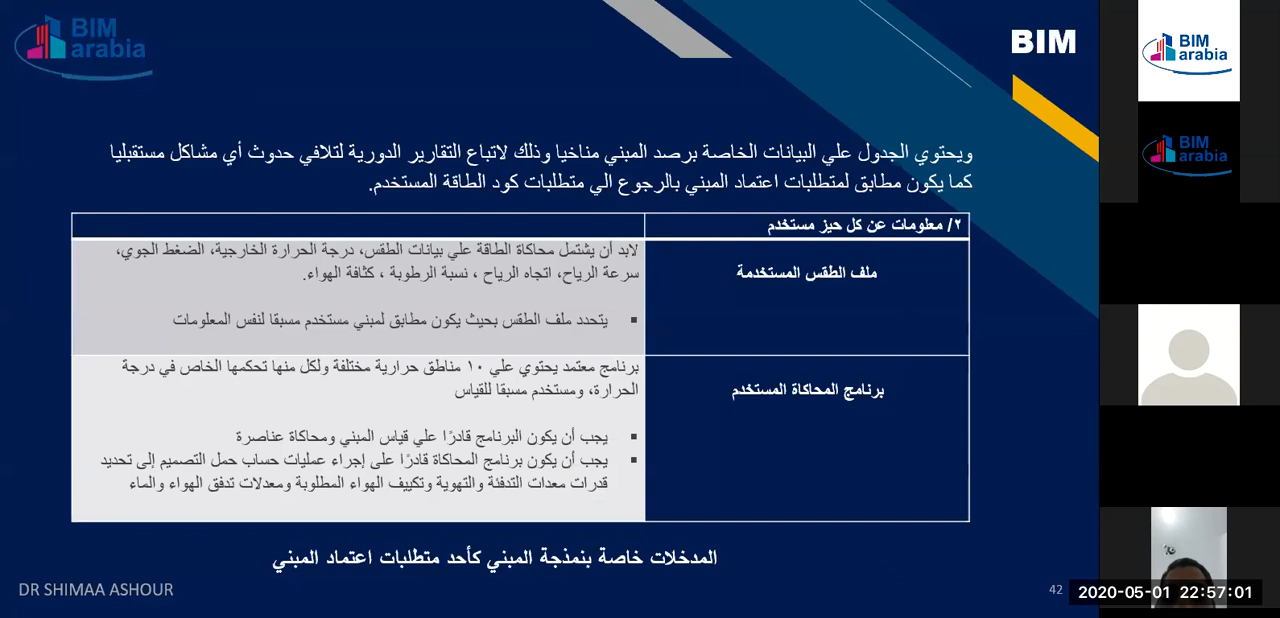 BIM
arabia
BIM
ويحتوي الجدول علي البيانات الخاصة برصد المبني مناخيا وذلك لاتباع التقارير الدورية لتلافي حدوث أي مشاكل مستقبليا
كما يكون مطابق لمتطلبات اعتماد المبني بالرجوع الي متطلبات كود الطاقة المستخدم.
٢/ معلومات عن كل حيز مستخدم
ملف الطقس المستخدمة
لابد أن يشتمل محاكاة الطاقة علي بيانات الطقس، درجة الحرارة الخارجية، الضغط الجوي،
سرعة الرياح، اتجاه الرياح ، نسبة الرطوبة ، كثافة الهواء.
▪ يتحدد ملف الطقس بحيث يكون مطابق لمبني مستخدم مسبقا لنفس المعلومات
برنامج المحاكاة المستخدم
برنامج معتمد يحتوي علي ١٠ مناطق حرارية مختلفة ولكل منها تحكمها الخاص في درجة
الحرارة، ومستخدم مسبقا للقياس
▪ يجب أن يكون البرنامج قادرًا علي قياس المبني ومحاكاة عناصرة
▪ يجب أن يكون برنامج المحاكاة قادرًا على إجراء عمليات حساب حمل التصميم إلى تحديد
قدرات معدات التدفئة والتهوية وتكييف الهواء المطلوبة ومعدلات تدفق الهواء والماء
المدخلات خاصة بنمذجة المبني كأحد متطلبات اعتماد المبني
DR SHIMAA ASHOUR
42
BIM
arabia
BIM
arabia
2020-05-01 22:57:01